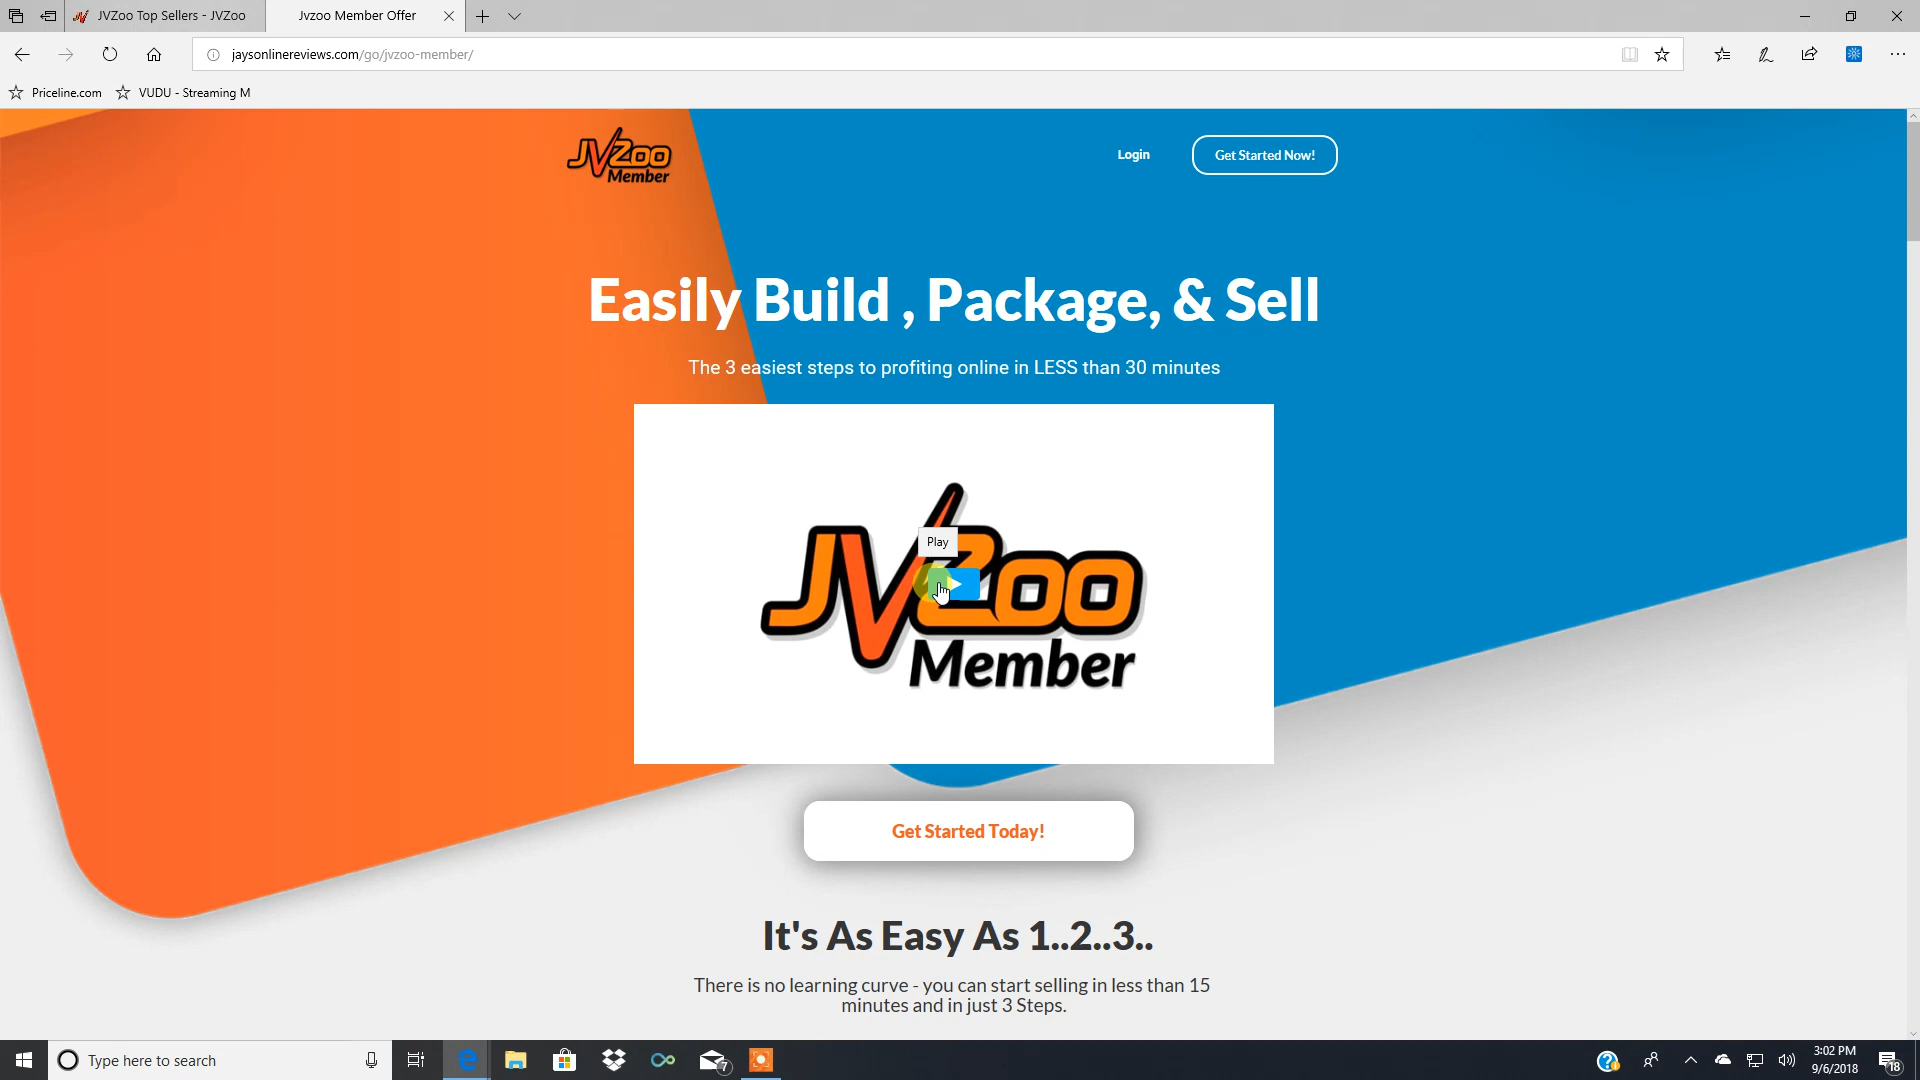 JVZoo Top Sellers - JVZoo
Jvzoo Member Offer
jaysonlinereviews.com/go/jvzoo-member/
Priceline.com
VUDU - Streaming M
JVZoo
Member
Login
Get Started Now!
Easily Build , Package, & Sell
The 3 easiest steps to profiting online in LESS than 30 minutes
Play
JVZoo
Member
Get Started Today!
It's As Easy As 1..2..3..
There is no learning curve - you can start selling in less than 15
minutes and in just 3 Steps.
Type here to search
7
3:02 PM
9/6/2018
18